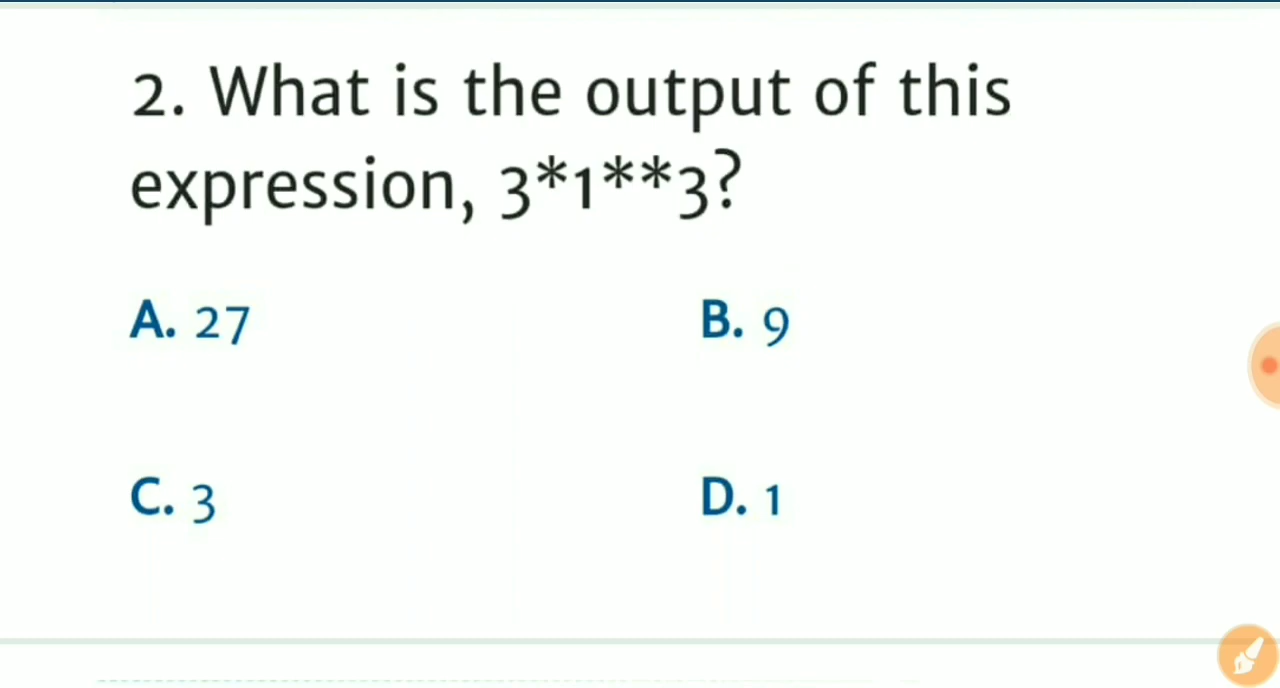 2. What is the output of this
expression, 3*1**3?
A. 27
B. 9
C. 3
D. 1